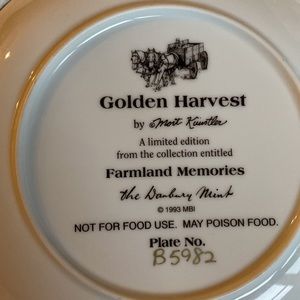 Golden Harvest
by Mort Künstler
A limited edition
from the collection entitled
Farmland Memories
The Danbury Mint
© 1993 MBI
NOT FOR FOOD USE. MAY POISON FOOD.
Plate No.
B5982